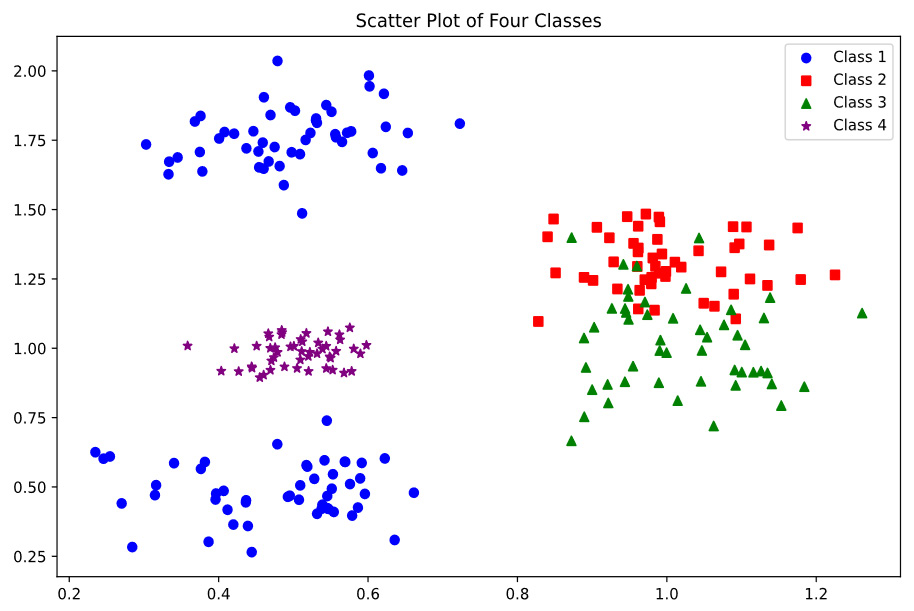 Scatter Plot of Four Classes
Class 1
Class 2
Class 3
Class 4
2.00
1.75
1.50
1.25
1.00
0.75
0.50
0.25
0.2 0.4 0.6 0.8 1.0 1.2